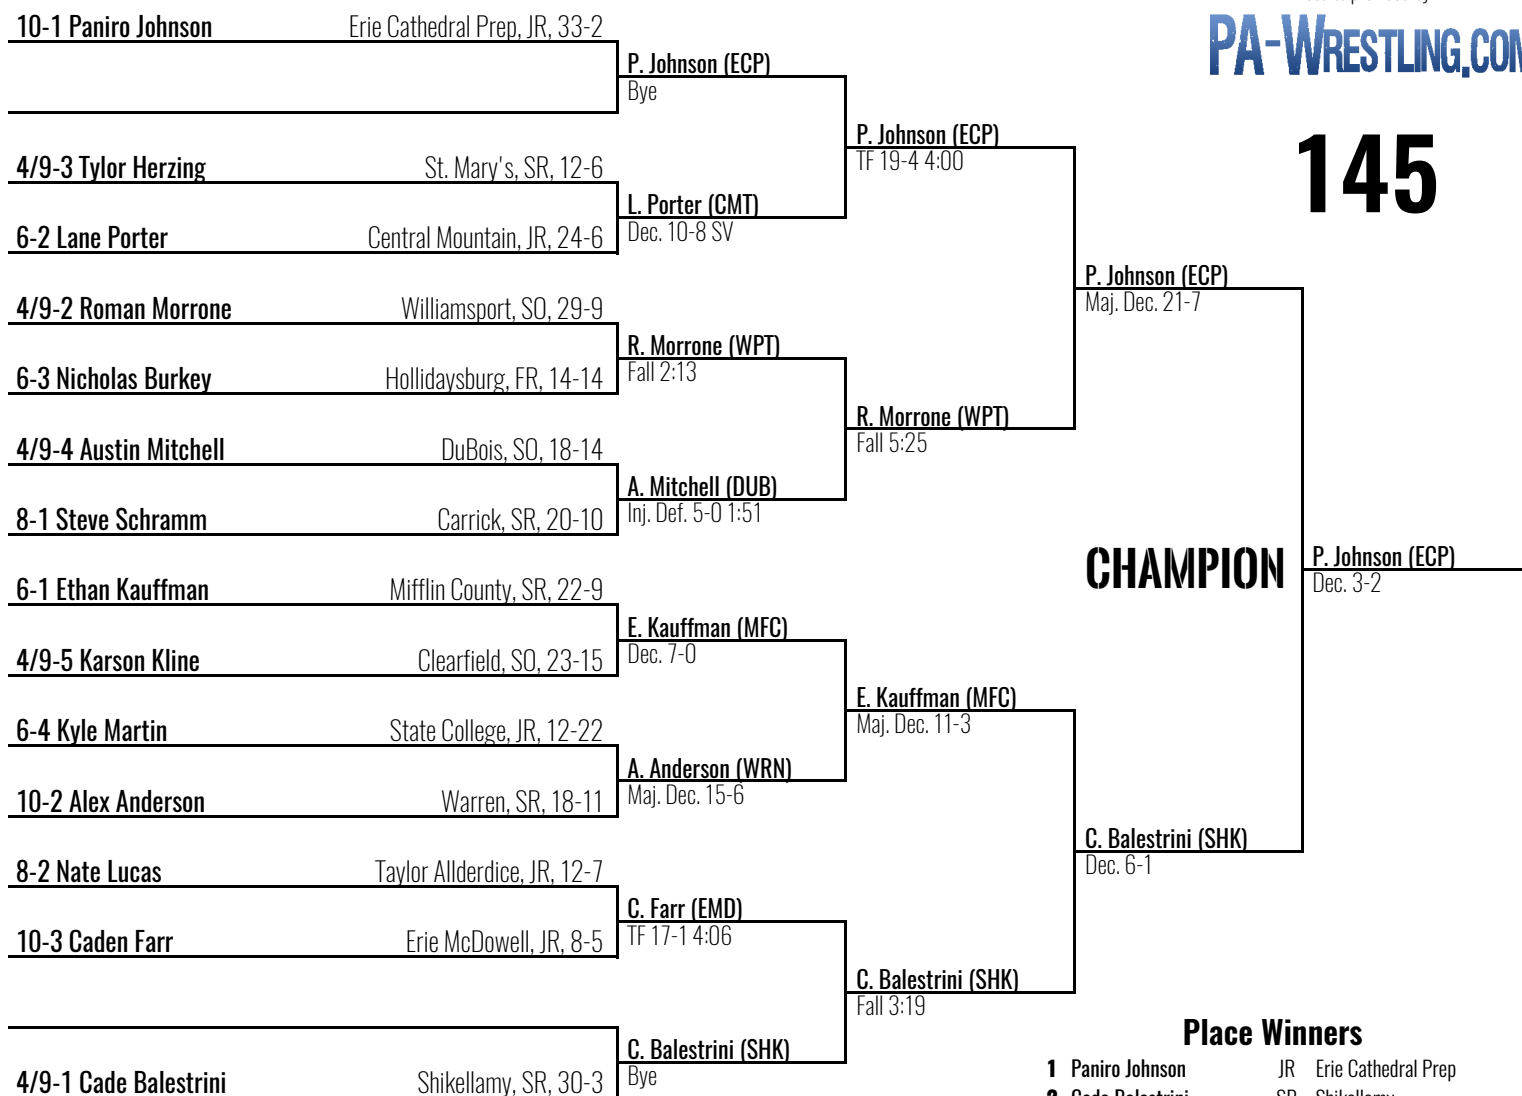 10-1 Paniro Johnson Erie Cathedral Prep, JR, 33-2
P. Johnson (ECP)
Bye
4/9-3 Tylor Herzing St. Mary's, SR, 12-6
L. Porter (CMT)
Dec. 10-8 SV
6-2 Lane Porter Central Mountain, JR, 24-6
P. Johnson (ECP)
TF 19-4 4:00
4/9-2 Roman Morrone Williamsport, SO, 29-9
R. Morrone (WPT)
Fall 2:13
6-3 Nicholas Burkey Hollidaysburg, FR, 14-14
R. Morrone (WPT)
Fall 5:25
4/9-4 Austin Mitchell DuBois, SO, 18-14
A. Mitchell (DUB)
Inj. Def. 5-0 1:51
8-1 Steve Schramm Carrick, SR, 20-10
P. Johnson (ECP)
Maj. Dec. 21-7
6-1 Ethan Kauffman Mifflin County, SR, 22-9
E. Kauffman (MFC)
Dec. 7-0
4/9-5 Karson Kline Clearfield, SO, 23-15
E. Kauffman (MFC)
Maj. Dec. 11-3
6-4 Kyle Martin State College, JR, 12-22
A. Anderson (WRN)
Maj. Dec. 15-6
10-2 Alex Anderson Warren, SR, 18-11
C. Balestrini (SHK)
Dec. 6-1
8-2 Nate Lucas Taylor Allderdice, JR, 12-7
C. Farr (EMD)
TF 17-1 4:06
10-3 Caden Farr Erie McDowell, JR, 8-5
C. Balestrini (SHK)
Fall 3:19
C. Balestrini (SHK)
Bye
4/9-1 Cade Balestrini Shikellamy, SR, 30-3
PA-WRESTLING.COM
145
CHAMPION
P. Johnson (ECP)
Dec. 3-2
Place Winners
1 Paniro Johnson JR Erie Cathedral Prep
2 Cade Balestrini SR Shikellamy